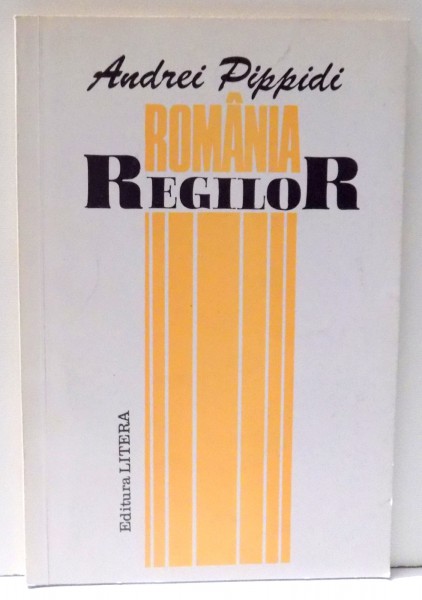 Andrei Pippidi
ROMÂNIA
REGILOR
Editura LITERA